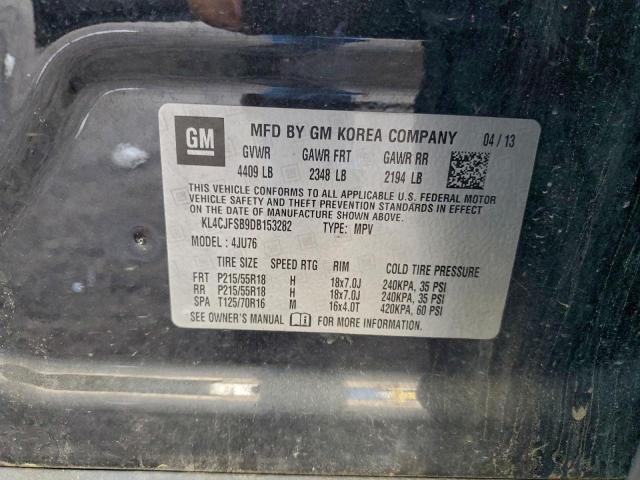 GM MFD BY GM KOREA COMPANY 04 / 13
GVWR GAWR FRT GAWR RR
4409 LB 2348 LB 2194 LB
THIS VEHICLE CONFORMS TO ALL APPLICABLE U.S. FEDERAL MOTOR
VEHICLE SAFETY AND THEFT PREVENTION STANDARDS IN EFFECT ON
THE DATE OF MANUFACTURE SHOWN ABOVE.
KL4CJFSB9DB153282 TYPE: MPV
MODEL : 4JU76
TIRE SIZE SPEED RTG RIM COLD TIRE PRESSURE
FRT P215/55R18 H 18x7.0J 240KPA, 35 PSI
RR P215/55R18 H 18x7.0J 240KPA, 35 PSI
SPA T125/70R16 M 16x4.0T 420KPA, 60 PSI
SEE OWNER'S MANUAL FOR MORE INFORMATION.